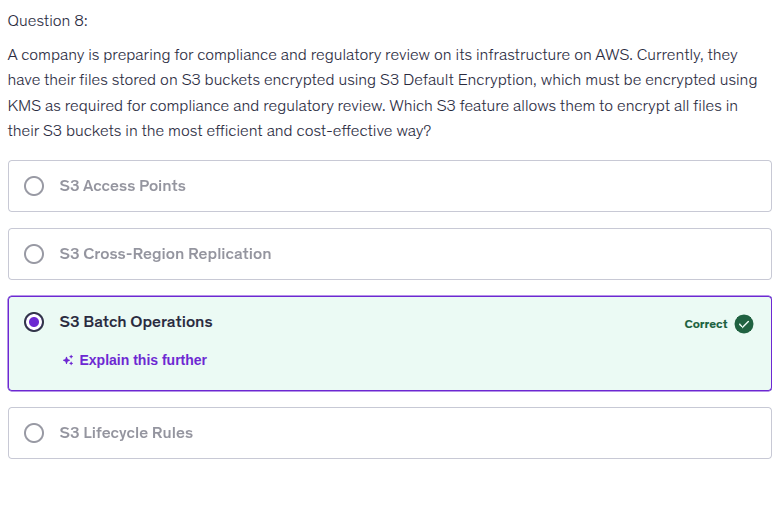 Question 8:
A company is preparing for compliance and regulatory review on its infrastructure on AWS. Currently, they
have their files stored on S3 buckets encrypted using S3 Default Encryption, which must be encrypted using
KMS as required for compliance and regulatory review. Which S3 feature allows them to encrypt all files in
their S3 buckets in the most efficient and cost-effective way?
S3 Access Points
S3 Cross-Region Replication
S3 Batch Operations
Correct
Explain this further
S3 Lifecycle Rules